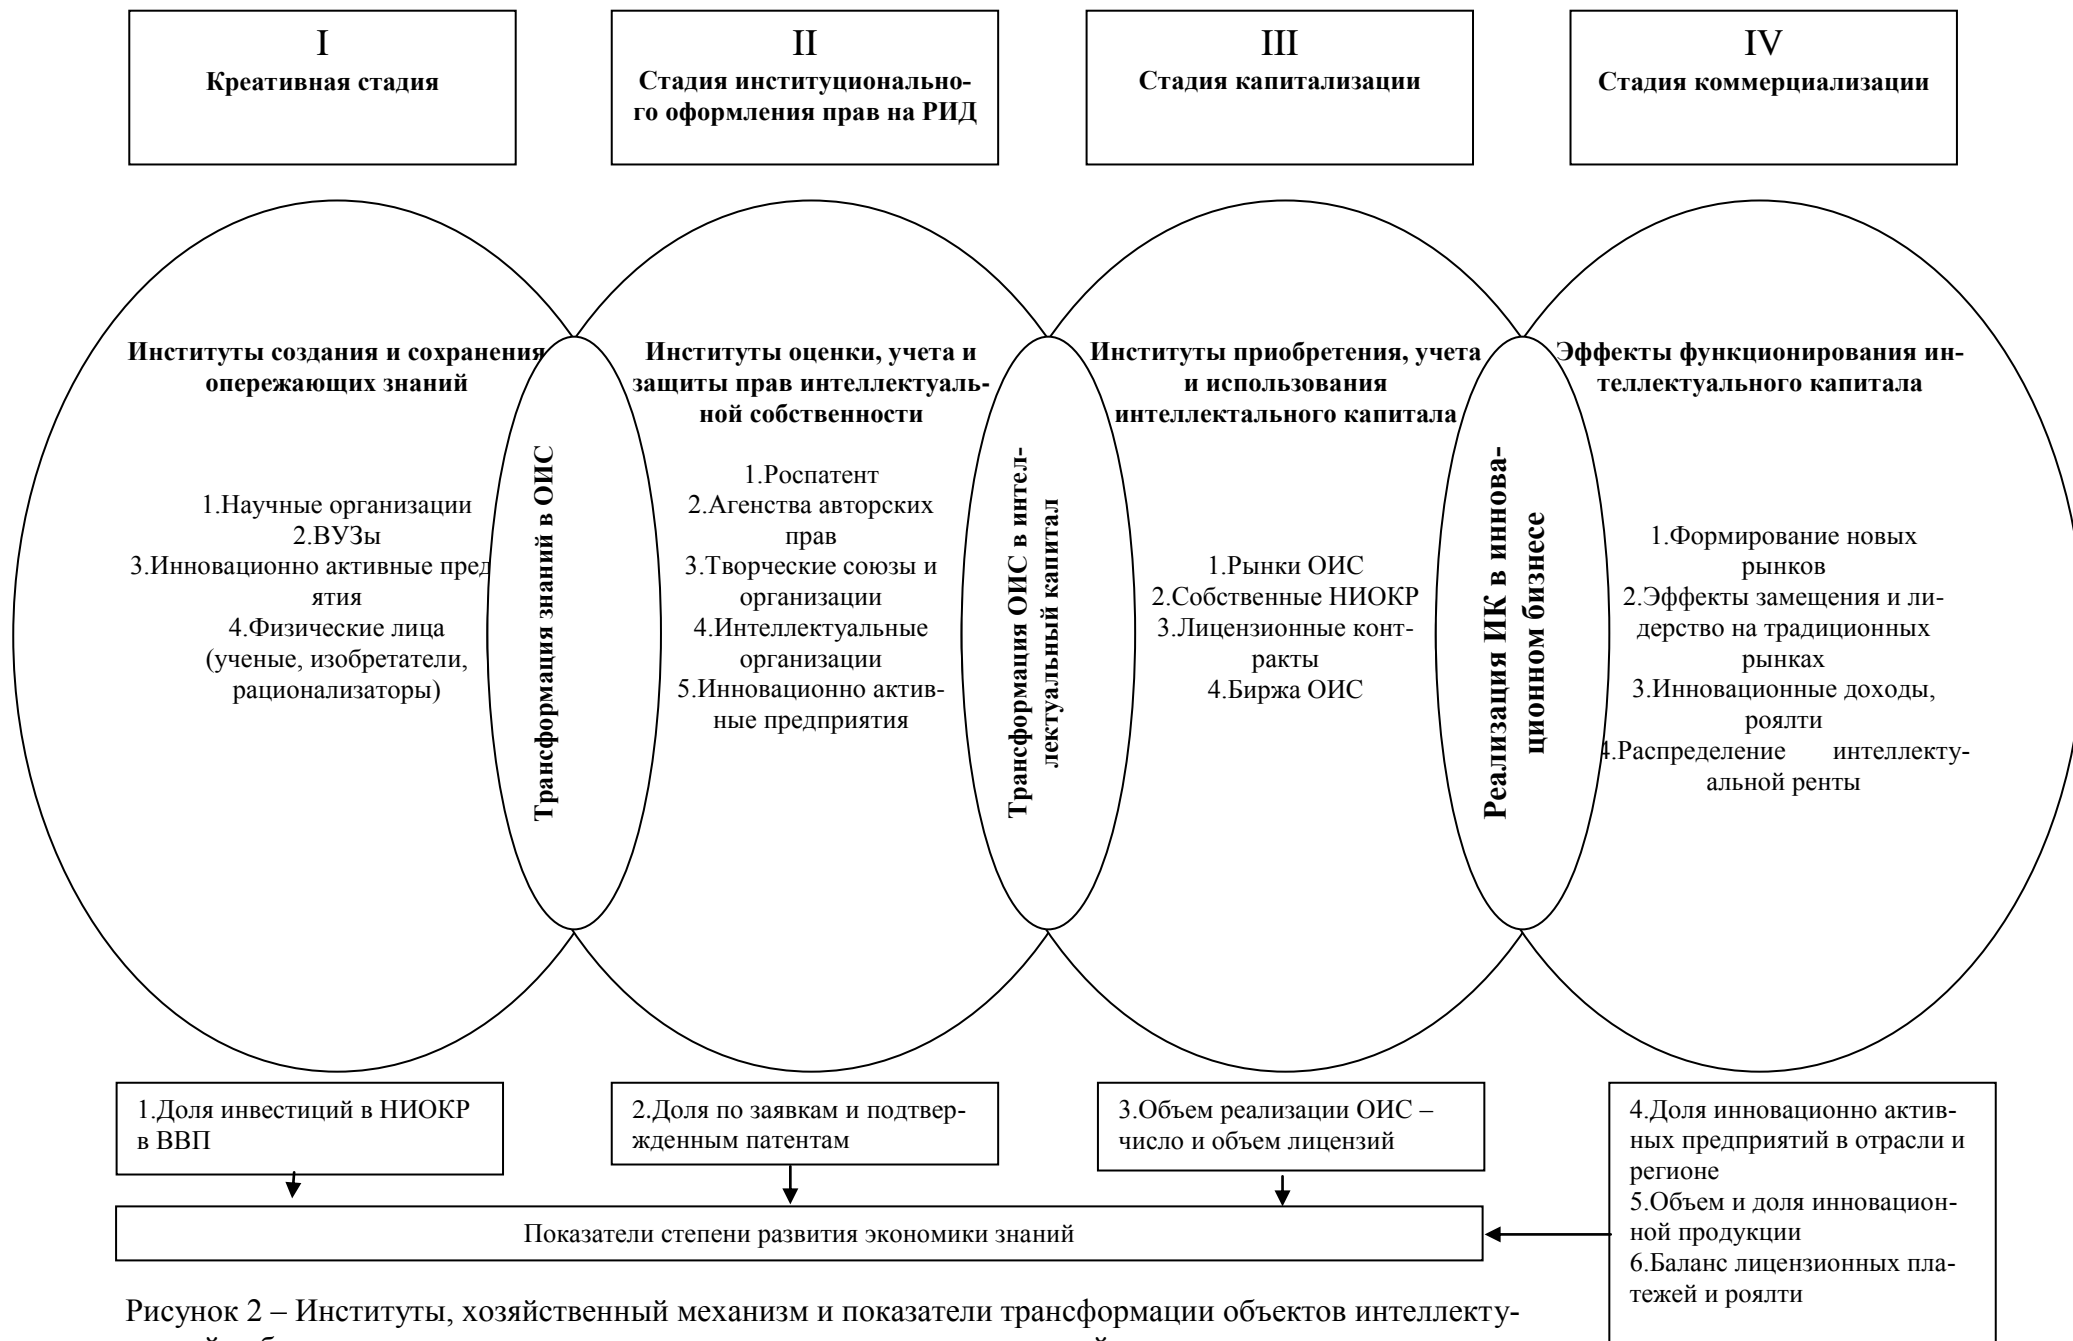 I
Креативная стадия
II
Стадия институционально-
го оформления прав на РИД
III
Стадия капитализации
IV
Стадия коммерциализации
Институты создания и сохранения
опережающих знаний
1.Научные организации
2.ВУЗы
3.Инновационно активные пред
ятия
4.Физические лица
(ученые, изобретатели,
рационализаторы)
Трансформация знаний в ОИС
Институты оценки, учета и
защиты прав интеллектуаль-
ной собственности
1.Роспатент
2.Агенства авторских
прав
3.Творческие союзы и
организации
4.Интеллектуальные
организации
5.Инновационно актив-
ные предприятия
Трансформация ОИС в интел-
лектуальный капитал
Институты приобретения, учета
и использования
интеллектального капитала
1.Рынки ОИС
2.Собственные НИОКР
3.Лицензионные конт-
ракты
4.Биржа ОИС
Реализация ИК в иннова-
ционном бизнесе
Эффекты функционирования ин-
теллектуального капитала
1.Формирование новых
рынков
2.Эффекты замещения и ли-
дерство на традиционных
рынках
3.Инновационные доходы,
роялти
4.Распределение интеллекту-
альной ренты
1.Доля инвестиций в НИОКР
в ВВП
2.Доля по заявкам и подтвер-
жденным патентам
3.Объем реализации ОИС –
число и объем лицензий
4.Доля инновационно актив-
ных предприятий в отрасли и
регионе
5.Объем и доля инновацион-
ной продукции
6.Баланс лицензионных пла-
тежей и роялти
Показатели степени развития экономики знаний
Рисунок 2 – Институты, хозяйственный механизм и показатели трансформации объектов интеллекту-